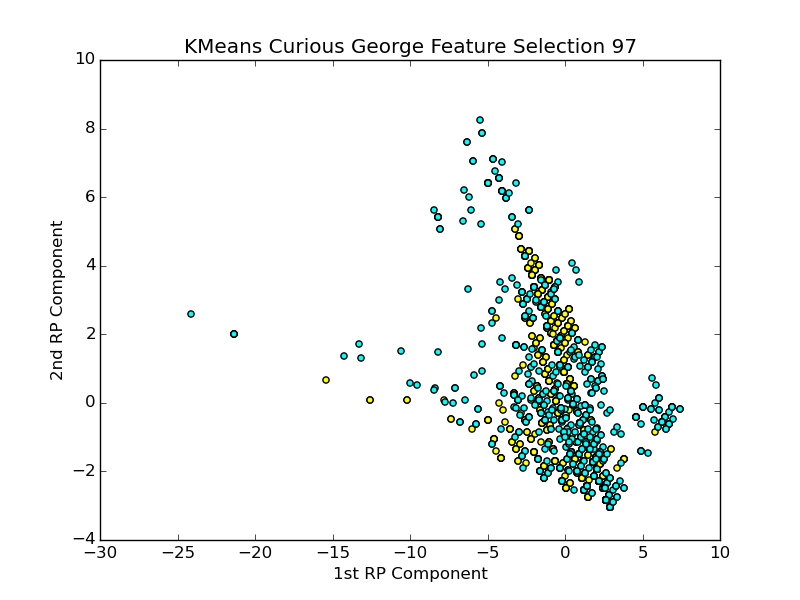 KMeans Curious George Feature Selection 97
10
8
6
4
2
0
−2
−4
2nd RP Component
−30 −25 −20 −15 −10 −5 0 5 10
1st RP Component